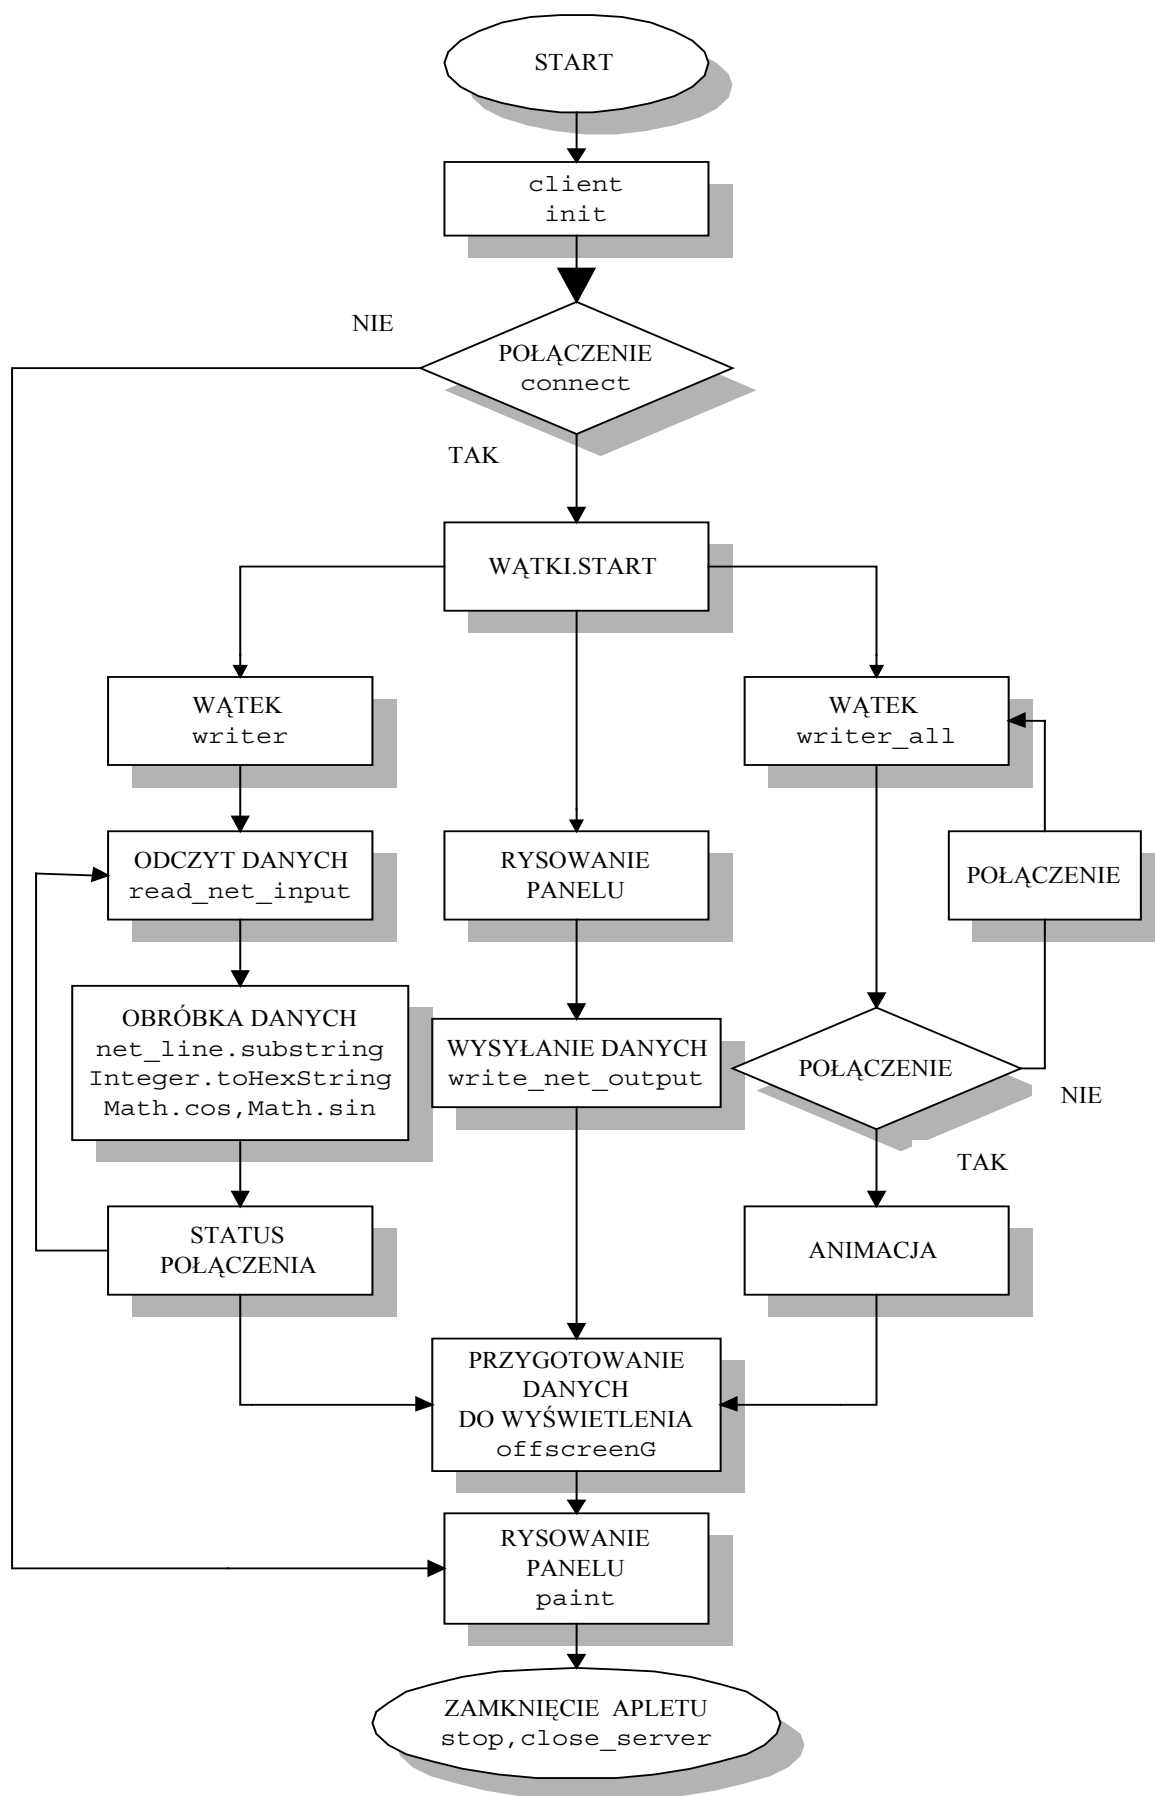 START
client
init
NIE
POŁĄCZENIE
connect
TAK
WĄTKI.START
WĄTEK
writer
WĄTEK
writer_all
ODCZYT DANYCH
read_net_input
RYSOWANIE
PANELU
POŁĄCZENIE
OBRÓBKA DANYCH
net_line.substring
Integer.toHexString
Math.cos,Math.sin
WYSYŁANIE DANYCH
write_net_output
POŁĄCZENIE
NIE
TAK
STATUS
POŁĄCZENIA
ANIMACJA
PRZYGOTOWANIE
DANYCH
DO WYŚWIETLENIA
offscreenG
RYSOWANIE
PANELU
paint
ZAMKNIĘCIE APLETU
stop,close_server